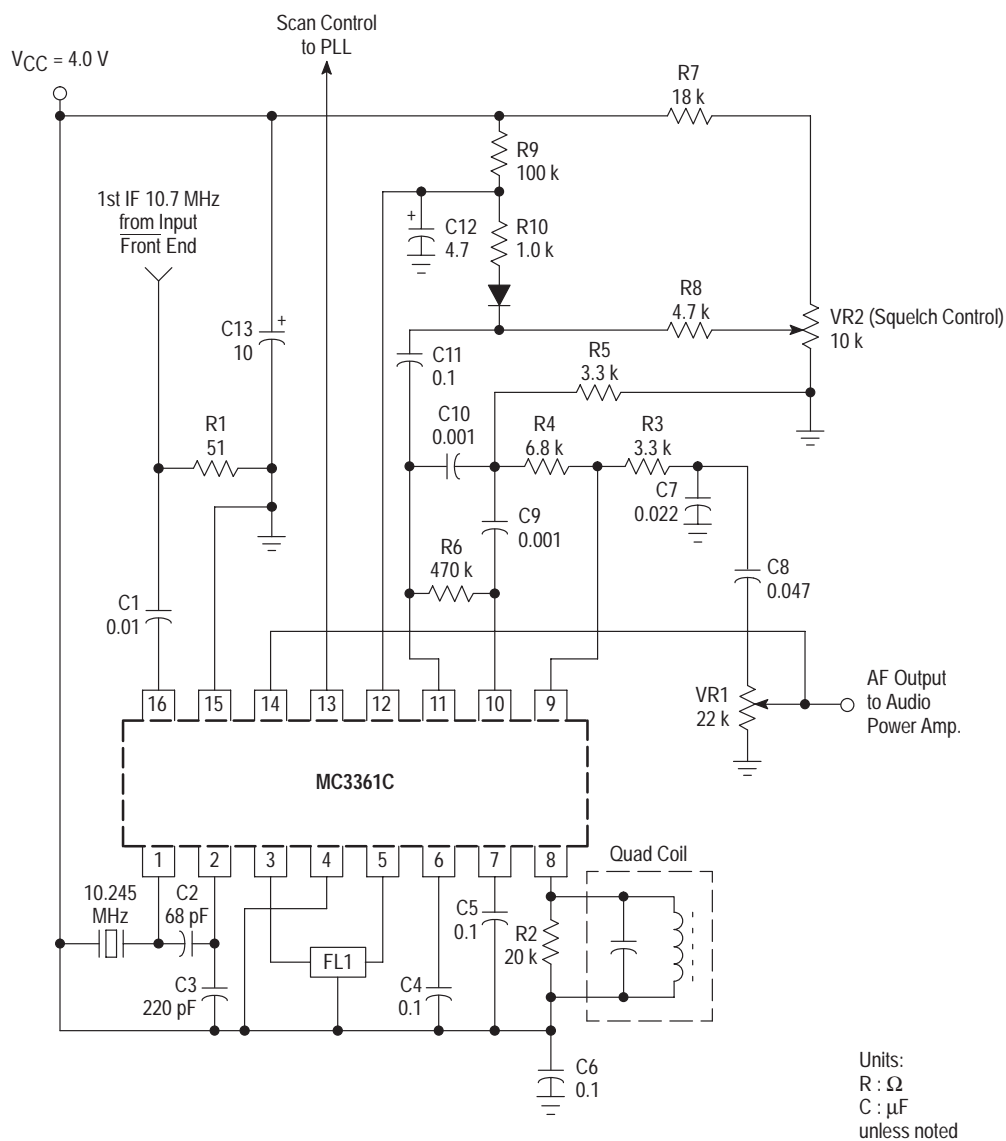 Scan Control
to PLL
VCC = 4.0 V
R7
18 k
R9
100 k
1st IF 10.7 MHz
from Input
Front End
+
C12
4.7
R10
1.0 k
R8
4.7 k
VR2 (Squelch Control)
10 k
C13
10
+
C11
0.1
R5
3.3 k
C10
0.001
R4
6.8 k
R3
3.3 k
R1
51
C7
0.022
C9
0.001
R6
470 k
C8
0.047
C1
0.01
AF Output
to Audio
Power Amp.
VR1
22 k
16
15
14
13
12
11
10
9
MC3361C
1
2
3
4
5
6
7
8
Quad Coil
10.245
MHz
C2
68 pF
C5
0.1
R2
20 k
FL1
C3
220 pF
C4
0.1
C6
0.1
Units:
R : Ω
C : µF
unless noted